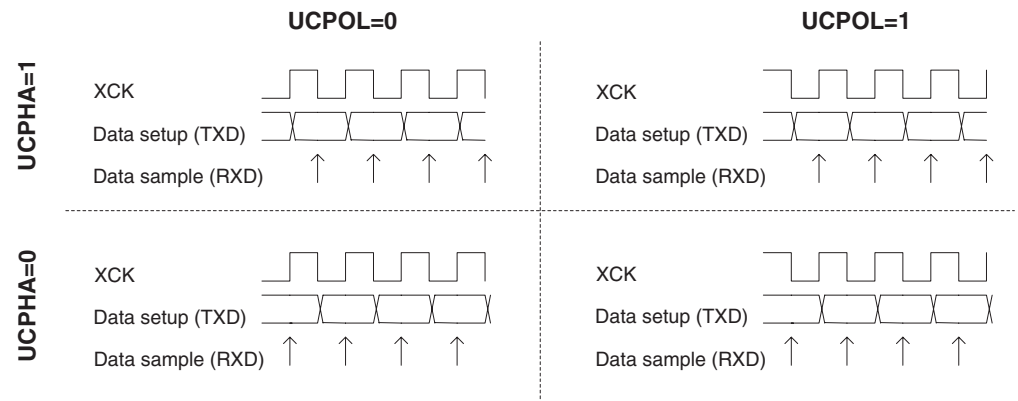 UCPOL=0 UCPOL=1
UCPHA=1
XCK
Data setup (TXD)
Data sample (RXD)
XCK
Data setup (TXD)
Data sample (RXD)
UCPHA=0
XCK
Data setup (TXD)
Data sample (RXD)
XCK
Data setup (TXD)
Data sample (RXD)